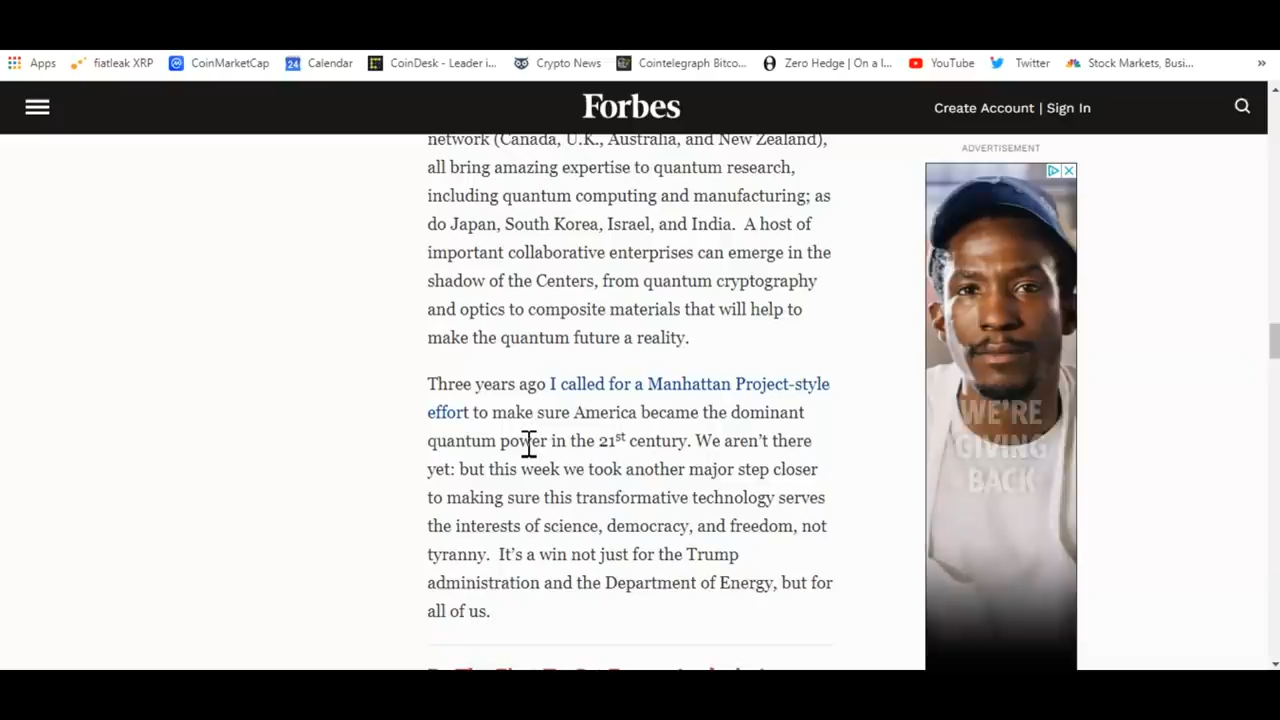 Apps fiatleak XRP CoinMarketCap 24 Calendar CoinDesk - Leader i... Crypto News Cointelegraph Bitco... Zero Hedge | On a l... YouTube Twitter Stock Markets, Busi... »
Forbes
Create Account | Sign In
network (Canada, U.K., Australia, and New Zealand),
all bring amazing expertise to quantum research,
including quantum computing and manufacturing; as
do Japan, South Korea, Israel, and India. A host of
important collaborative enterprises can emerge in the
shadow of the Centers, from quantum cryptography
and optics to composite materials that will help to
make the quantum future a reality.
Three years ago I called for a Manhattan Project-style
effort to make sure America became the dominant
quantum power in the 21st century. We aren’t there
yet: but this week we took another major step closer
to making sure this transformative technology serves
the interests of science, democracy, and freedom, not
tyranny. It’s a win not just for the Trump
administration and the Department of Energy, but for
all of us.
ADVERTISEMENT
WE'RE
GIVING
BACK